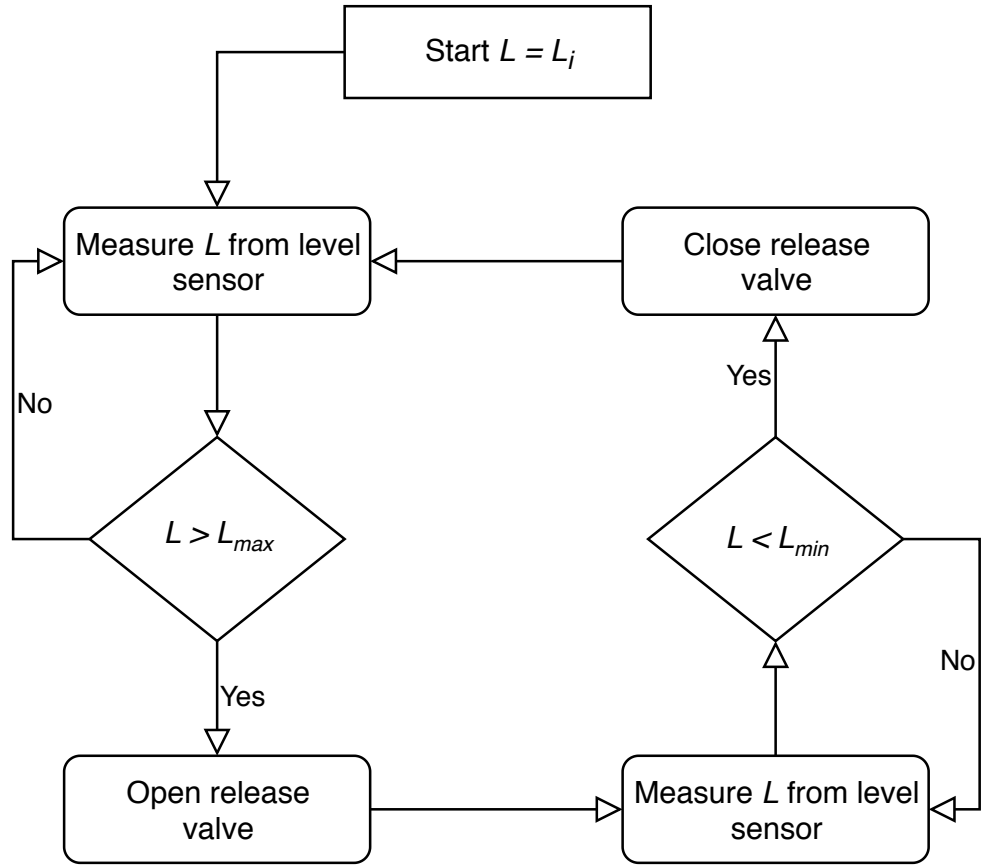 Start L = Li
Measure L from level
sensor
Close release
valve
No
Yes
L > Lmax
L < Lmin
Yes
No
Open release
valve
Measure L from level
sensor